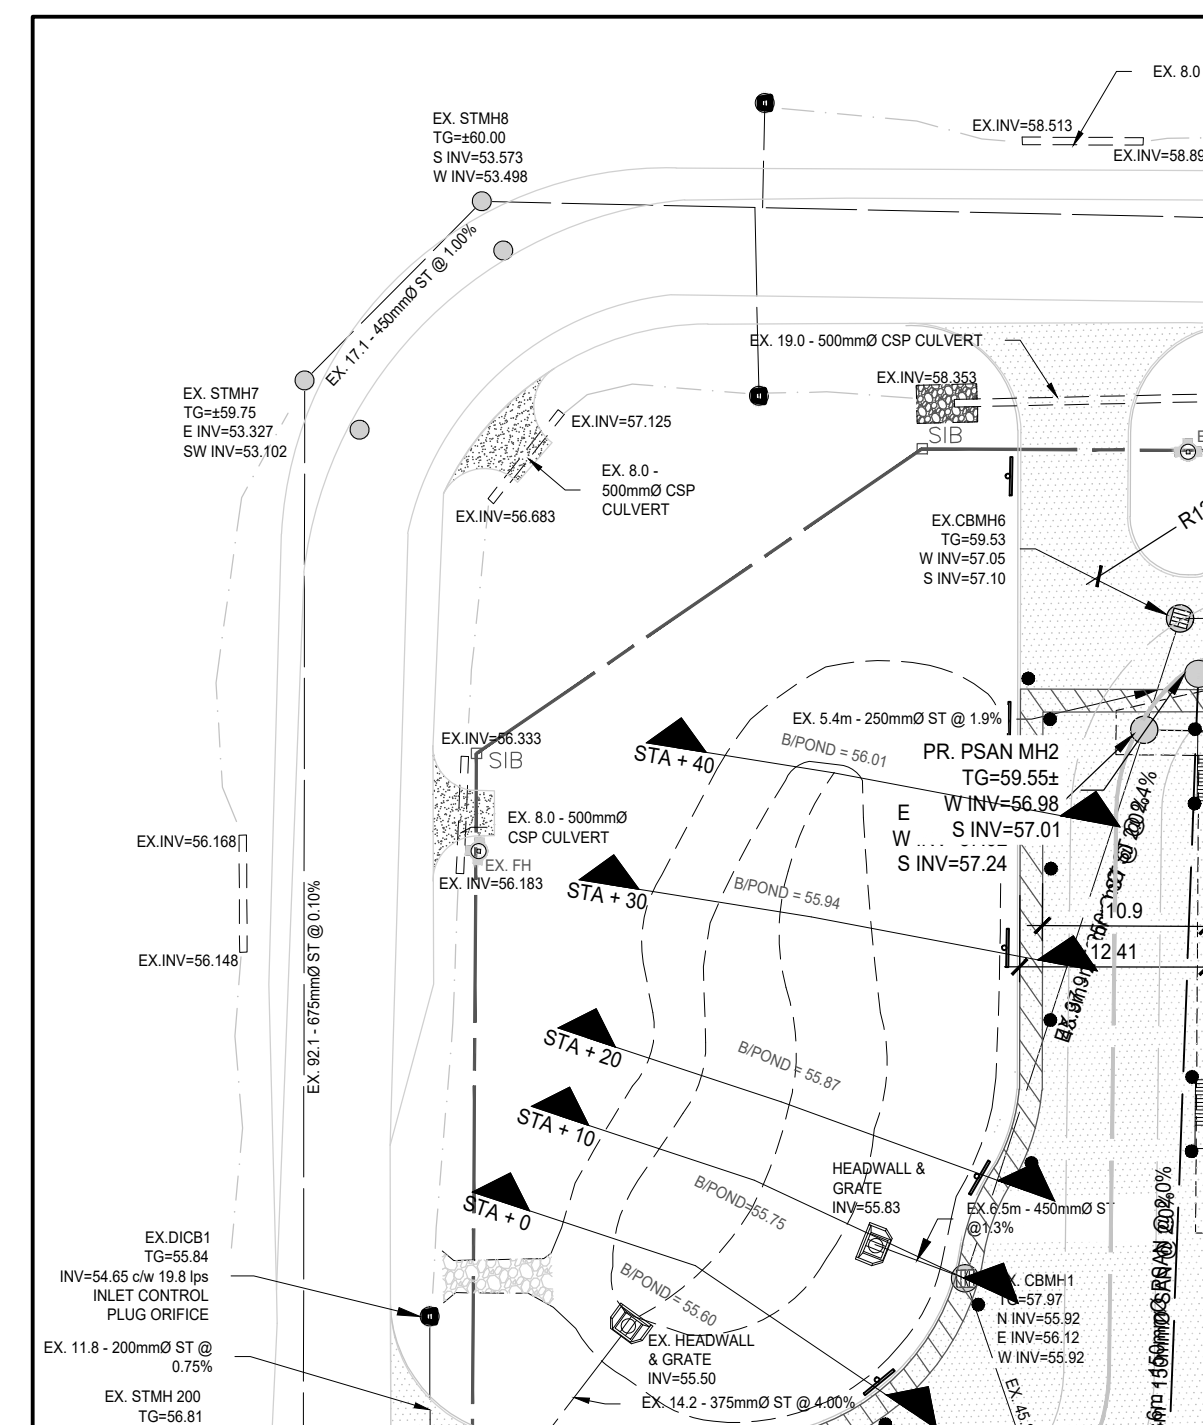 EX. 8.0
EX. STMH8
TG=±60.00
S INV=53.573
W INV=53.498
EX.INV=58.513
EX.INV=58.89
EX. 17.1 - 450mmØ ST @ 1.00%
EX. 19.0 - 500mmØ CSP CULVERT
EX.INV=58.353
SIB
EX. STMH7
TG=±59.75
E INV=53.327
SW INV=53.102
EX.INV=57.125
EX. 8.0 -
500mmØ CSP
CULVERT
EX.INV=56.683
EX.CBMH6
TG=59.53
W INV=57.05
S INV=57.10
EX. 5.4m - 250mmØ ST @ 1.9%
PR. PSAN MH2
TG=59.55±
W INV=56.98
S INV=57.01
E
W
S INV=57.24
EX.INV=56.333
SIB
STA + 40
B/POND = 56.01
EX. 8.0 - 500mmØ
CSP CULVERT
EX. FH
EX. INV=56.183
EX.INV=56.168
EX.INV=56.148
EX. 92.1 - 675mmØ ST @ 0.10%
STA + 30
B/POND = 55.94
10.9
12.41
STA + 20
B/POND = 55.87
STA + 10
B/POND=55.75
HEADWALL &
GRATE
INV=55.83
EX.6.5m - 450mmØ ST
@1.3%
STA + 0
B/POND = 55.60
EX.DICB1
TG=55.84
INV=54.65 c/w 19.8 lps
INLET CONTROL
PLUG ORIFICE
EX. 11.8 - 200mmØ ST @
0.75%
EX. STMH 200
TG=56.81
EX. HEADWALL
& GRATE
INV=55.50
EX. 14.2 - 375mmØ ST @ 4.00%
CBMH1
TG=57.97
N INV=55.92
E INV=56.12
W INV=55.92
EX. 45.